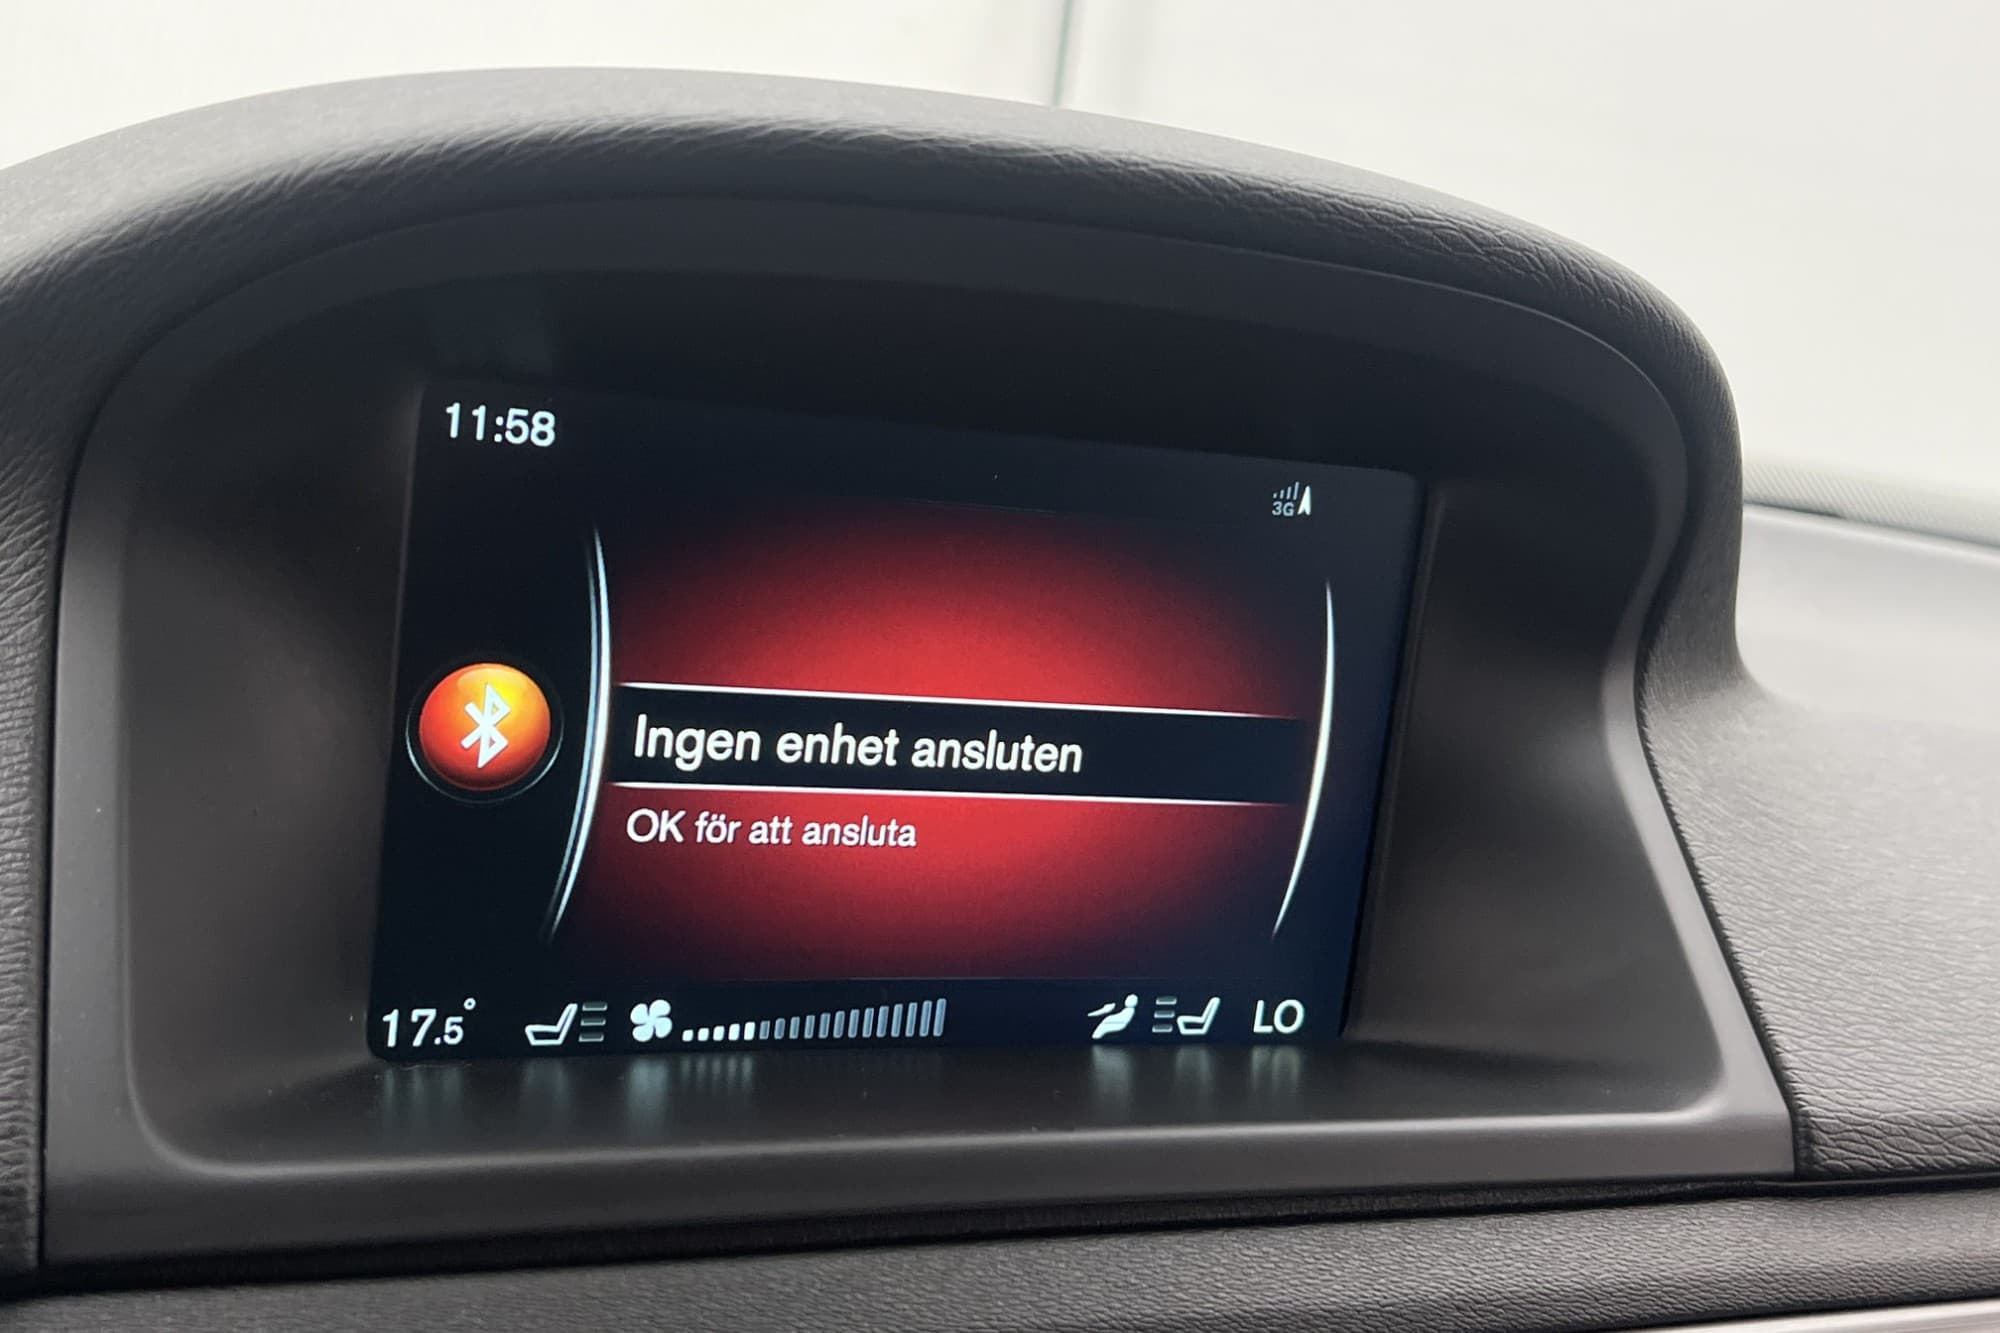 11:58
3G
Ingen enhet ansluten
OK för att ansluta
17.5° LO